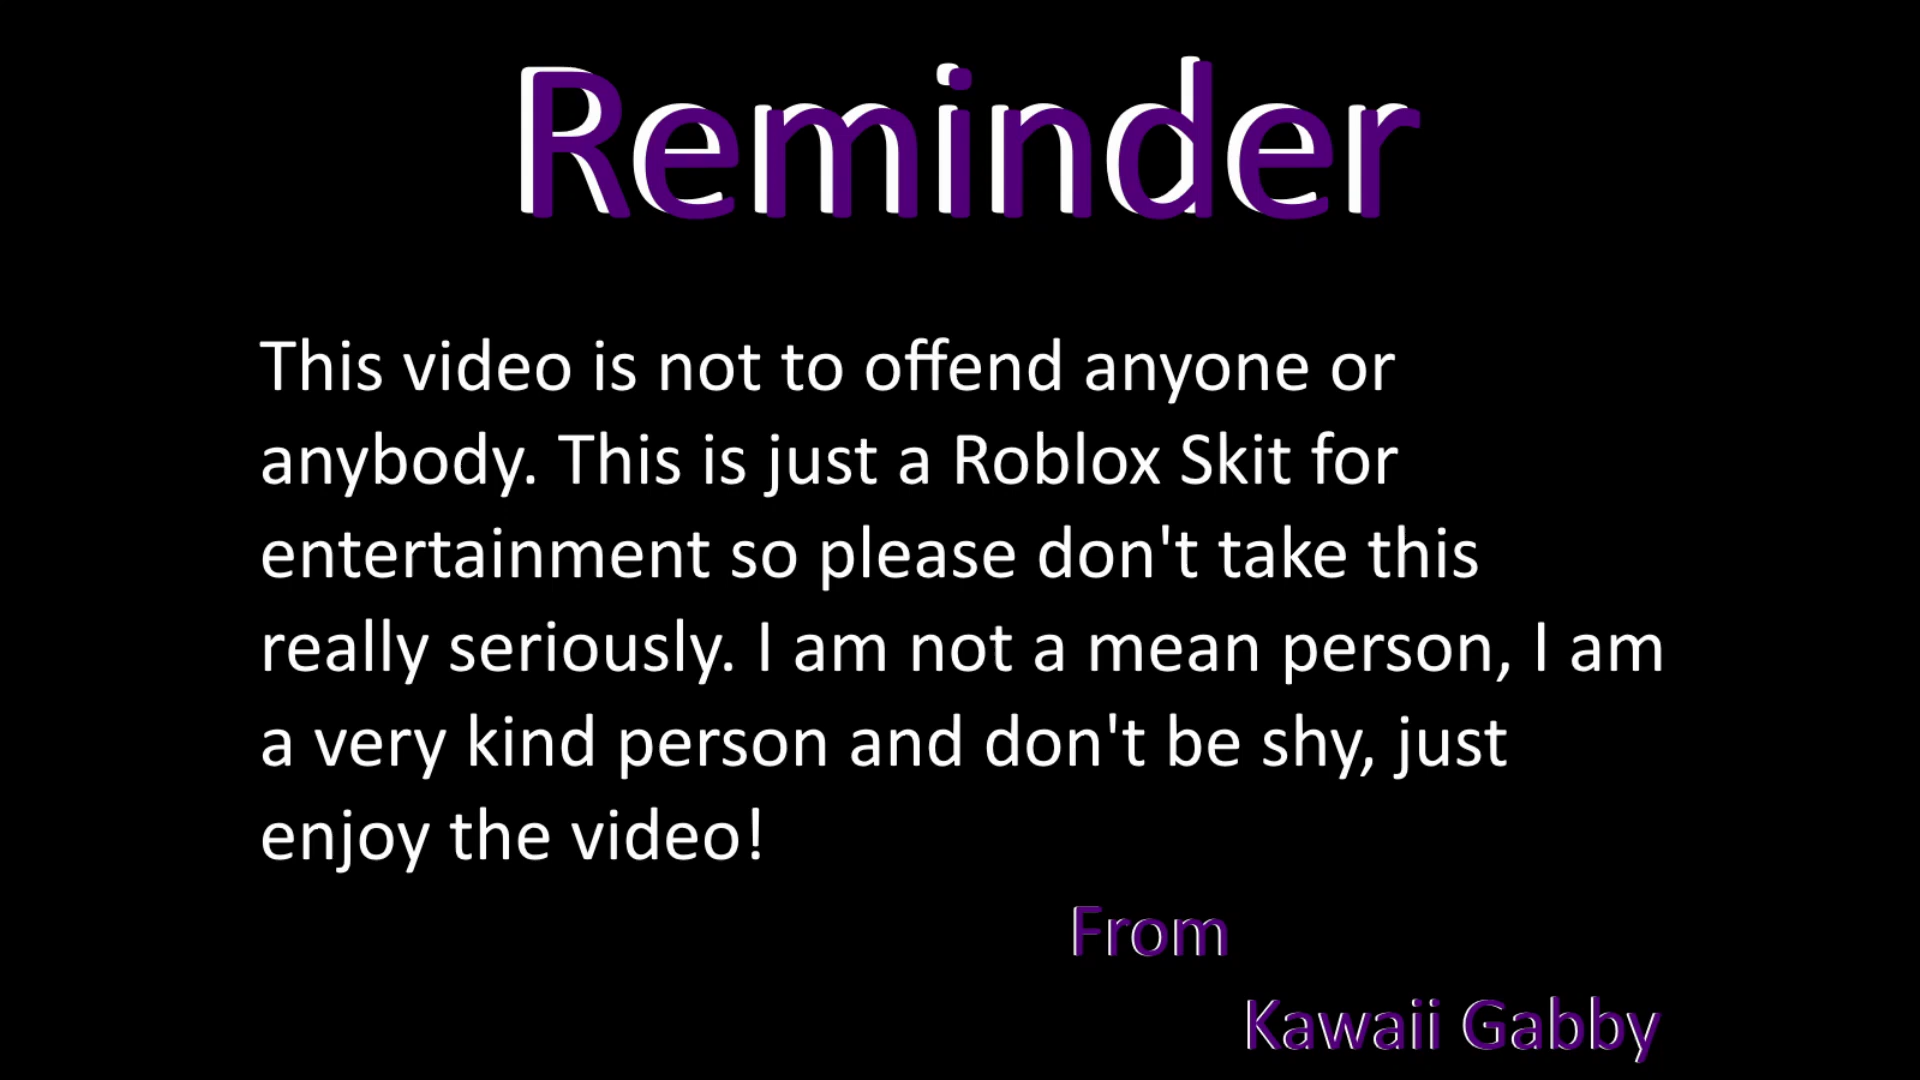 Reminder
This video is not to offend anyone or
anybody. This is just a Roblox Skit for
entertainment so please don't take this
really seriously. I am not a mean person, I am
a very kind person and don't be shy, just
enjoy the video!
From
Kawaii Gabby